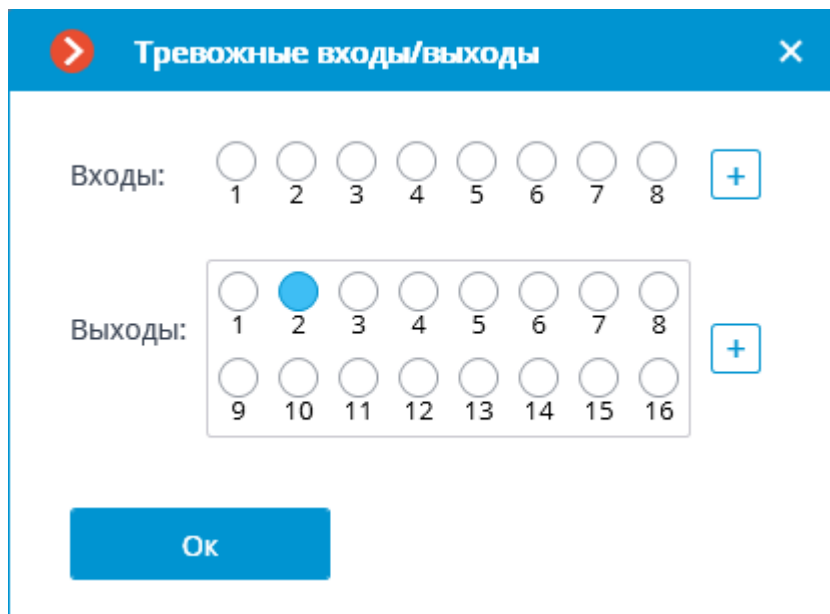 Тревожные входы/выходы
Входы:
1 2 3 4 5 6 7 8
+
Выходы:
1 2 3 4 5 6 7 8
9 10 11 12 13 14 15 16
+
Ок